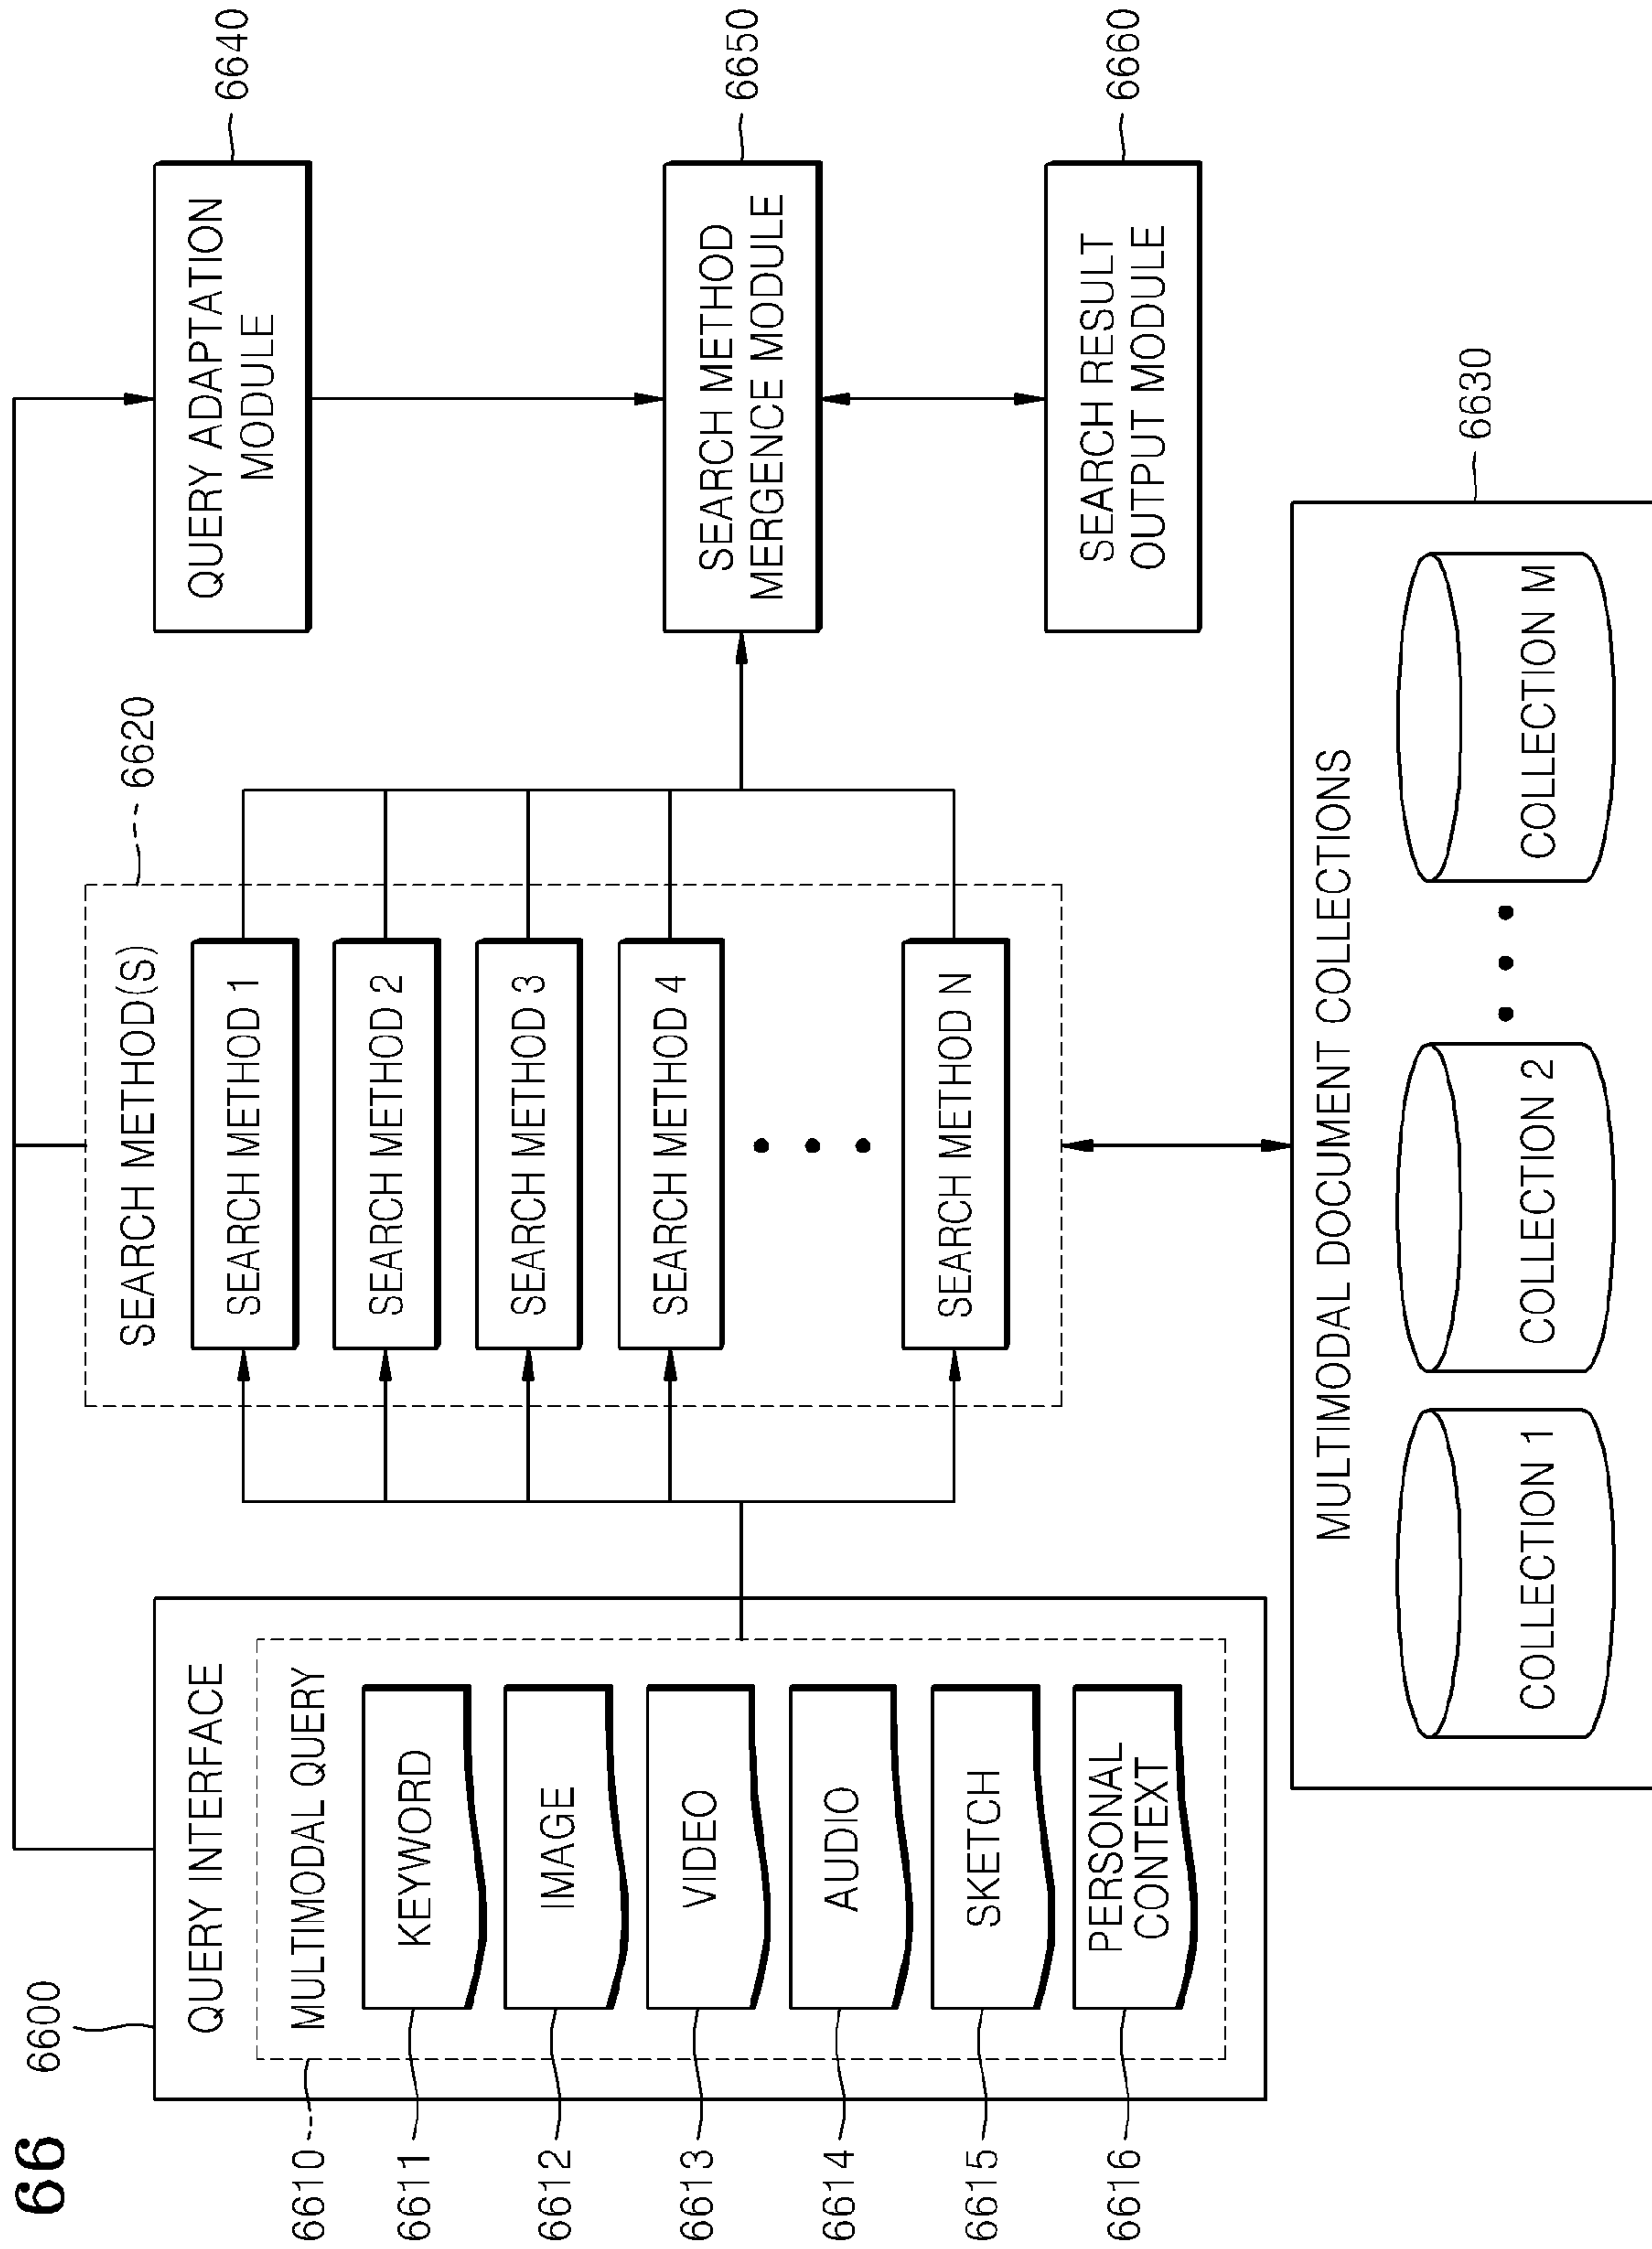 66
6600
QUERY INTERFACE
6610
MULTIMODAL QUERY
6611
KEYWORD
6612
IMAGE
6613
VIDEO
6614
AUDIO
6615
SKETCH
6616
PERSONAL
CONTEXT
6620
SEARCH METHOD(S)
SEARCH METHOD 1
SEARCH METHOD 2
SEARCH METHOD 3
SEARCH METHOD 4
SEARCH METHOD N
6640
QUERY ADAPTATION
MODULE
6650
SEARCH METHOD
MERGENCE MODULE
6660
SEARCH RESULT
OUTPUT MODULE
6630
MULTIMODAL DOCUMENT COLLECTIONS
COLLECTION 1
COLLECTION 2
COLLECTION M